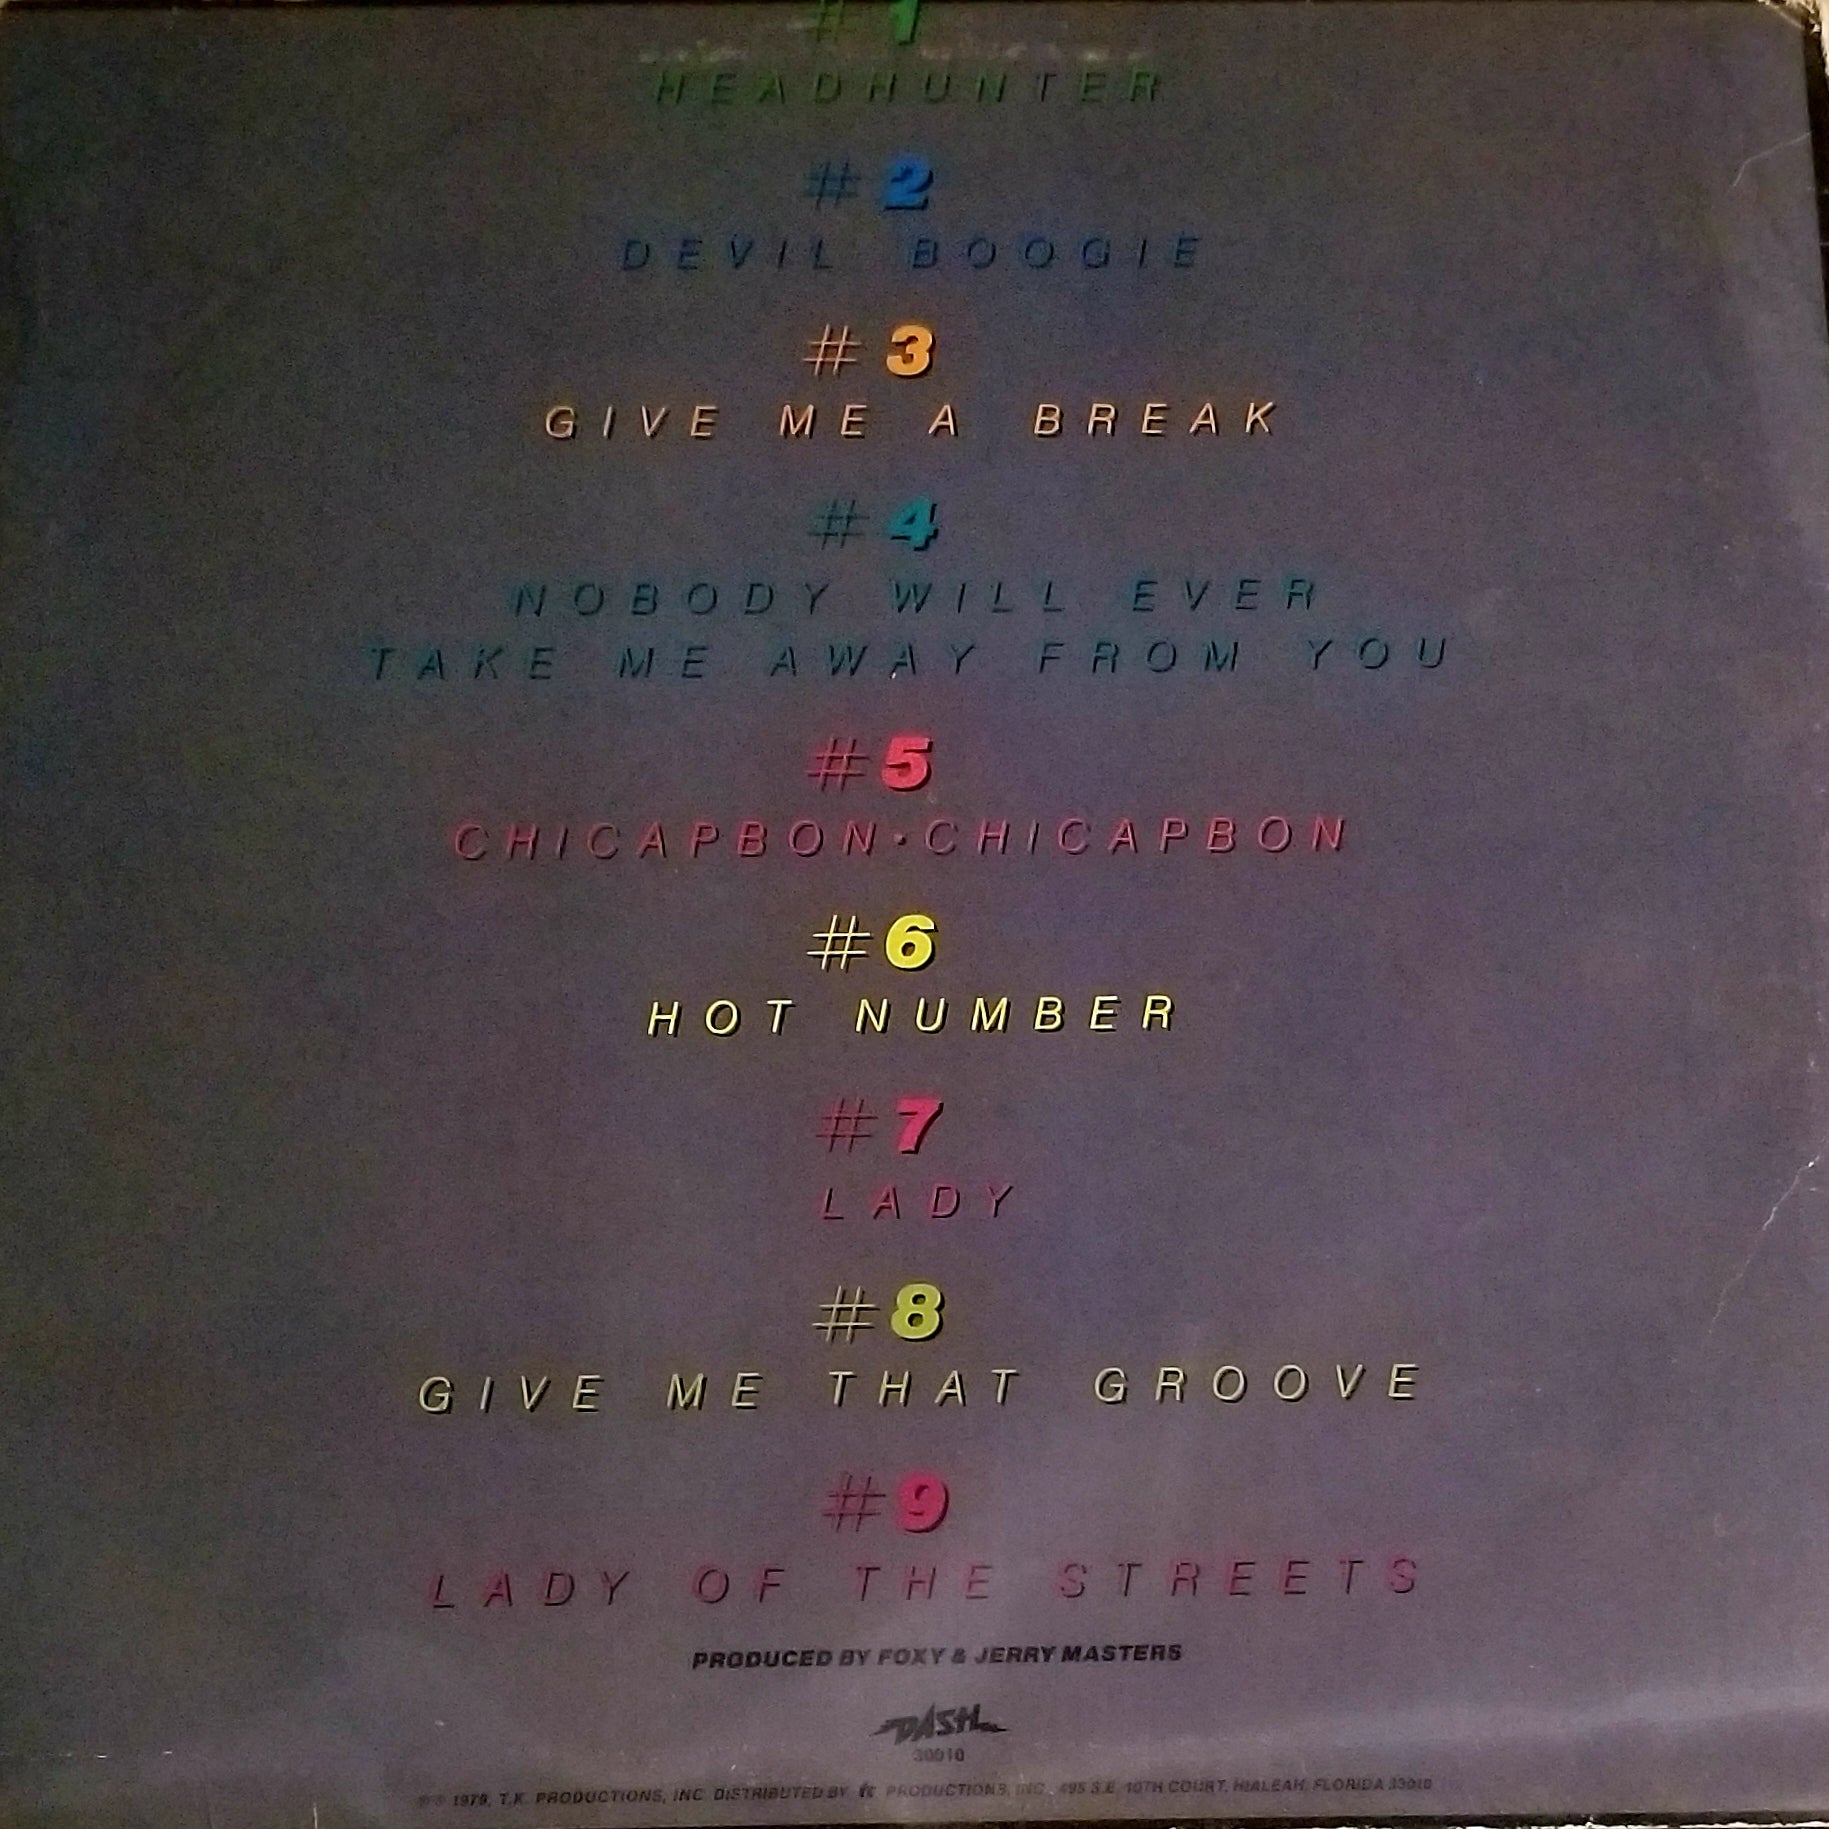 #1
HEADHUNTER
#2
DEVIL BOOGIE
#3
GIVE ME A BREAK
#4
NOBODY WILL EVER
TAKE ME AWAY FROM YOU
#5
CHICAPBON·CHICAPBON
#6
HOT NUMBER
#7
LADY
#8
GIVE ME THAT GROOVE
#9
LADY OF THE STREETS
PRODUCED BY FOXY & JERRY MASTERS
DASH
30010
℗ © 1979, T.K. PRODUCTIONS, INC. DISTRIBUTED BY tk PRODUCTIONS, INC., 495 S.E. 10TH COURT, HIALEAH, FLORIDA 33010